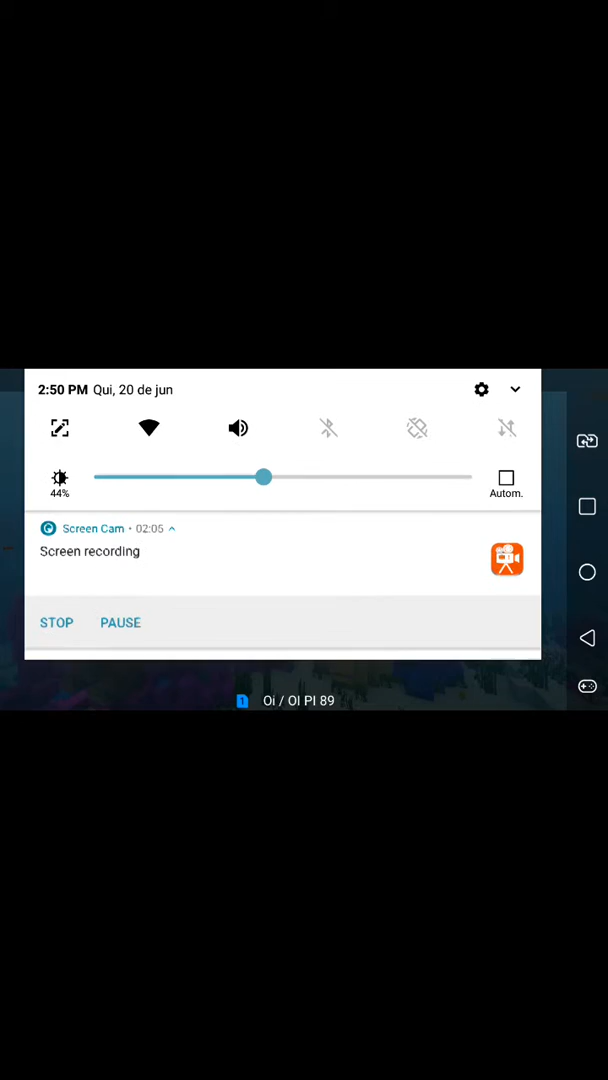 2:50 PM Qui, 20 de jun
44%
Autom.
Screen Cam · 02:05
Screen recording
STOP PAUSE
1 Oi / OI PI 89